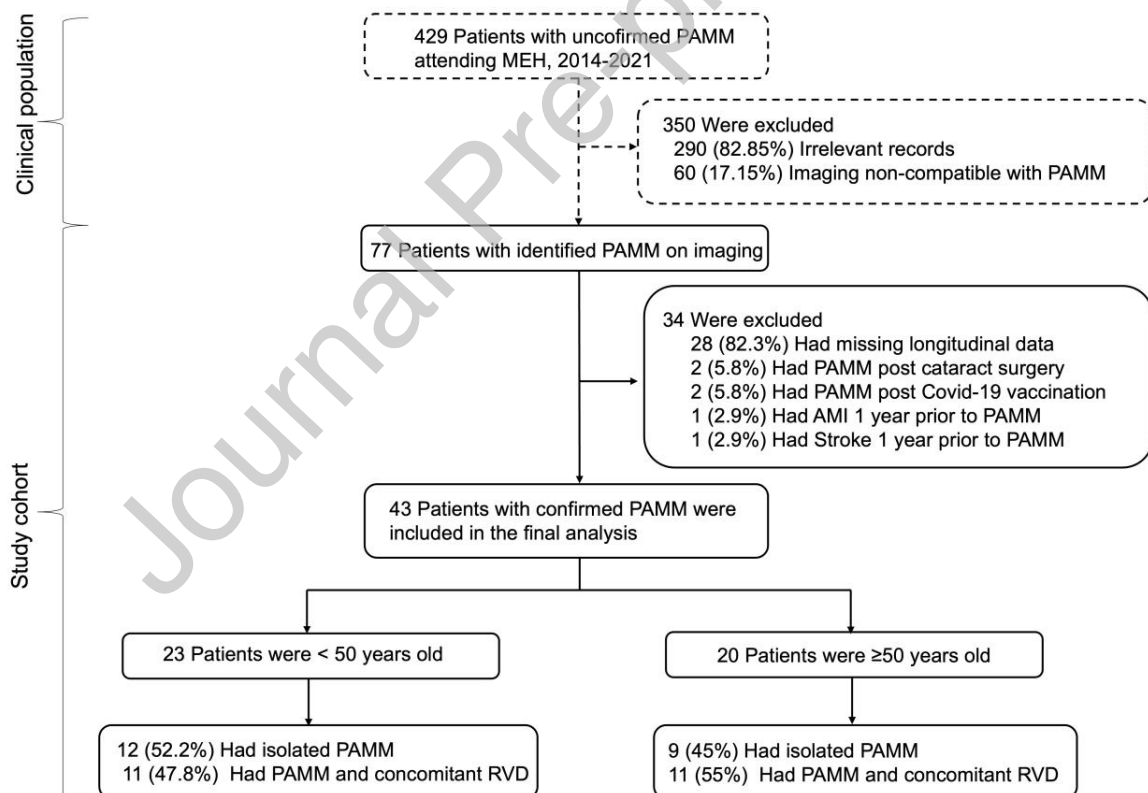 429 Patients with uncofirmed PAMM
attending MEH, 2014-2021
Clinical population
350 Were excluded
290 (82.85%) Irrelevant records
60 (17.15%) Imaging non-compatible with PAMM
77 Patients with identified PAMM on imaging
34 Were excluded
28 (82.3%) Had missing longitudinal data
2 (5.8%) Had PAMM post cataract surgery
2 (5.8%) Had PAMM post Covid-19 vaccination
1 (2.9%) Had AMI 1 year prior to PAMM
1 (2.9%) Had Stroke 1 year prior to PAMM
Study cohort
43 Patients with confirmed PAMM were
included in the final analysis
23 Patients were < 50 years old
20 Patients were ≥50 years old
12 (52.2%) Had isolated PAMM
11 (47.8%) Had PAMM and concomitant RVD
9 (45%) Had isolated PAMM
11 (55%) Had PAMM and concomitant RVD
Journal Pre-p